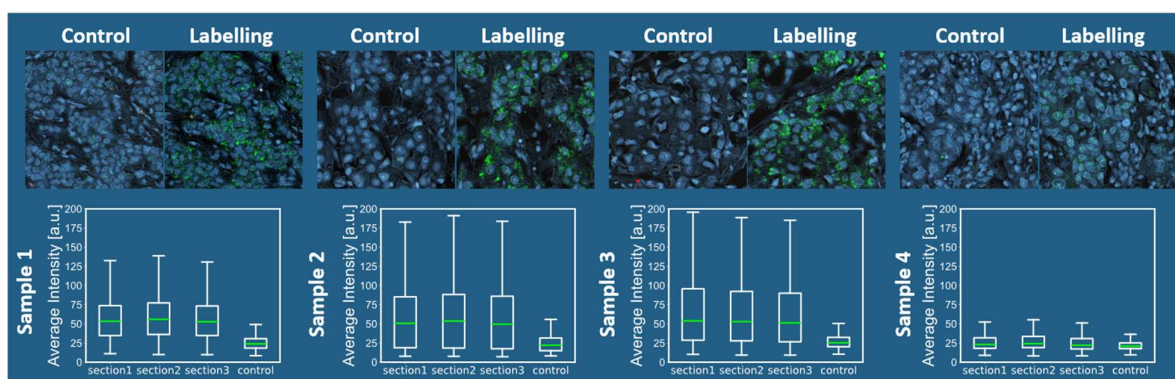 Control Labelling Control Labelling Control Labelling Control Labelling
Sample 1
Average Intensity [a.u.]
200
175
150
125
100
75
50
25
0
section1 section2 section3 control
Sample 2
Average Intensity [a.u.]
200
175
150
125
100
75
50
25
0
section1 section2 section3 control
Sample 3
Average Intensity [a.u.]
200
175
150
125
100
75
50
25
0
section1 section2 section3 control
Sample 4
Average Intensity [a.u.]
200
175
150
125
100
75
50
25
0
section1 section2 section3 control